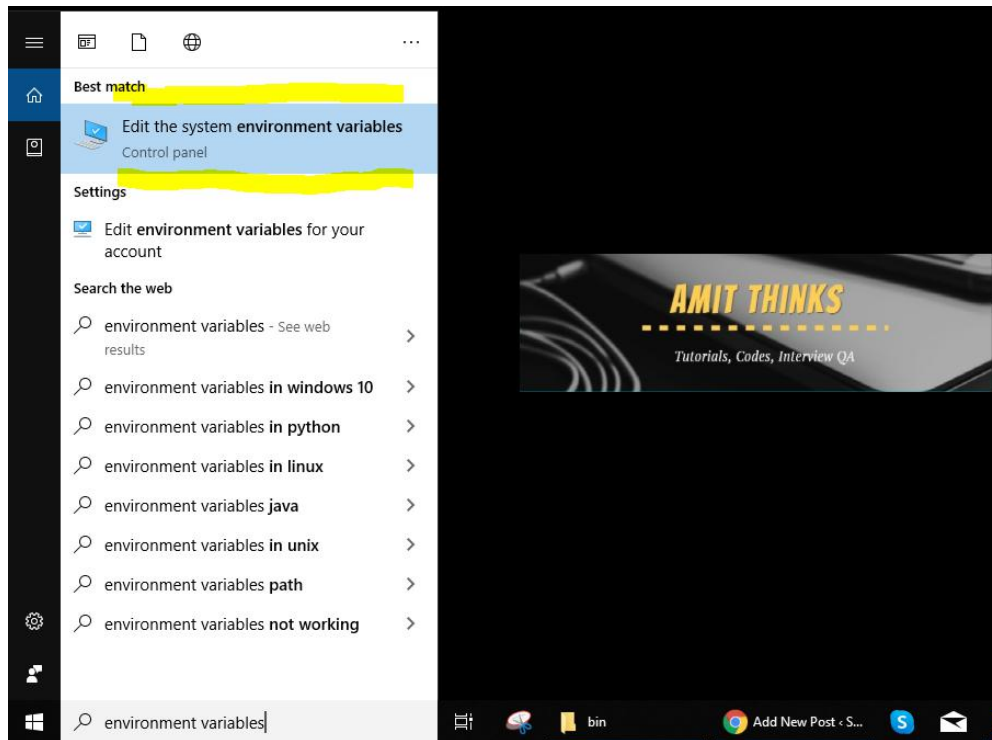 Best match
Edit the system environment variables
Control panel
Settings
Edit environment variables for your
account
Search the web
environment variables - See web
results
environment variables in windows 10
environment variables in python
environment variables in linux
environment variables java
environment variables in unix
environment variables path
environment variables not working
AMIT THINKS
Tutorials, Codes, Interview QA
environment variables
bin
Add New Post ‹ S...